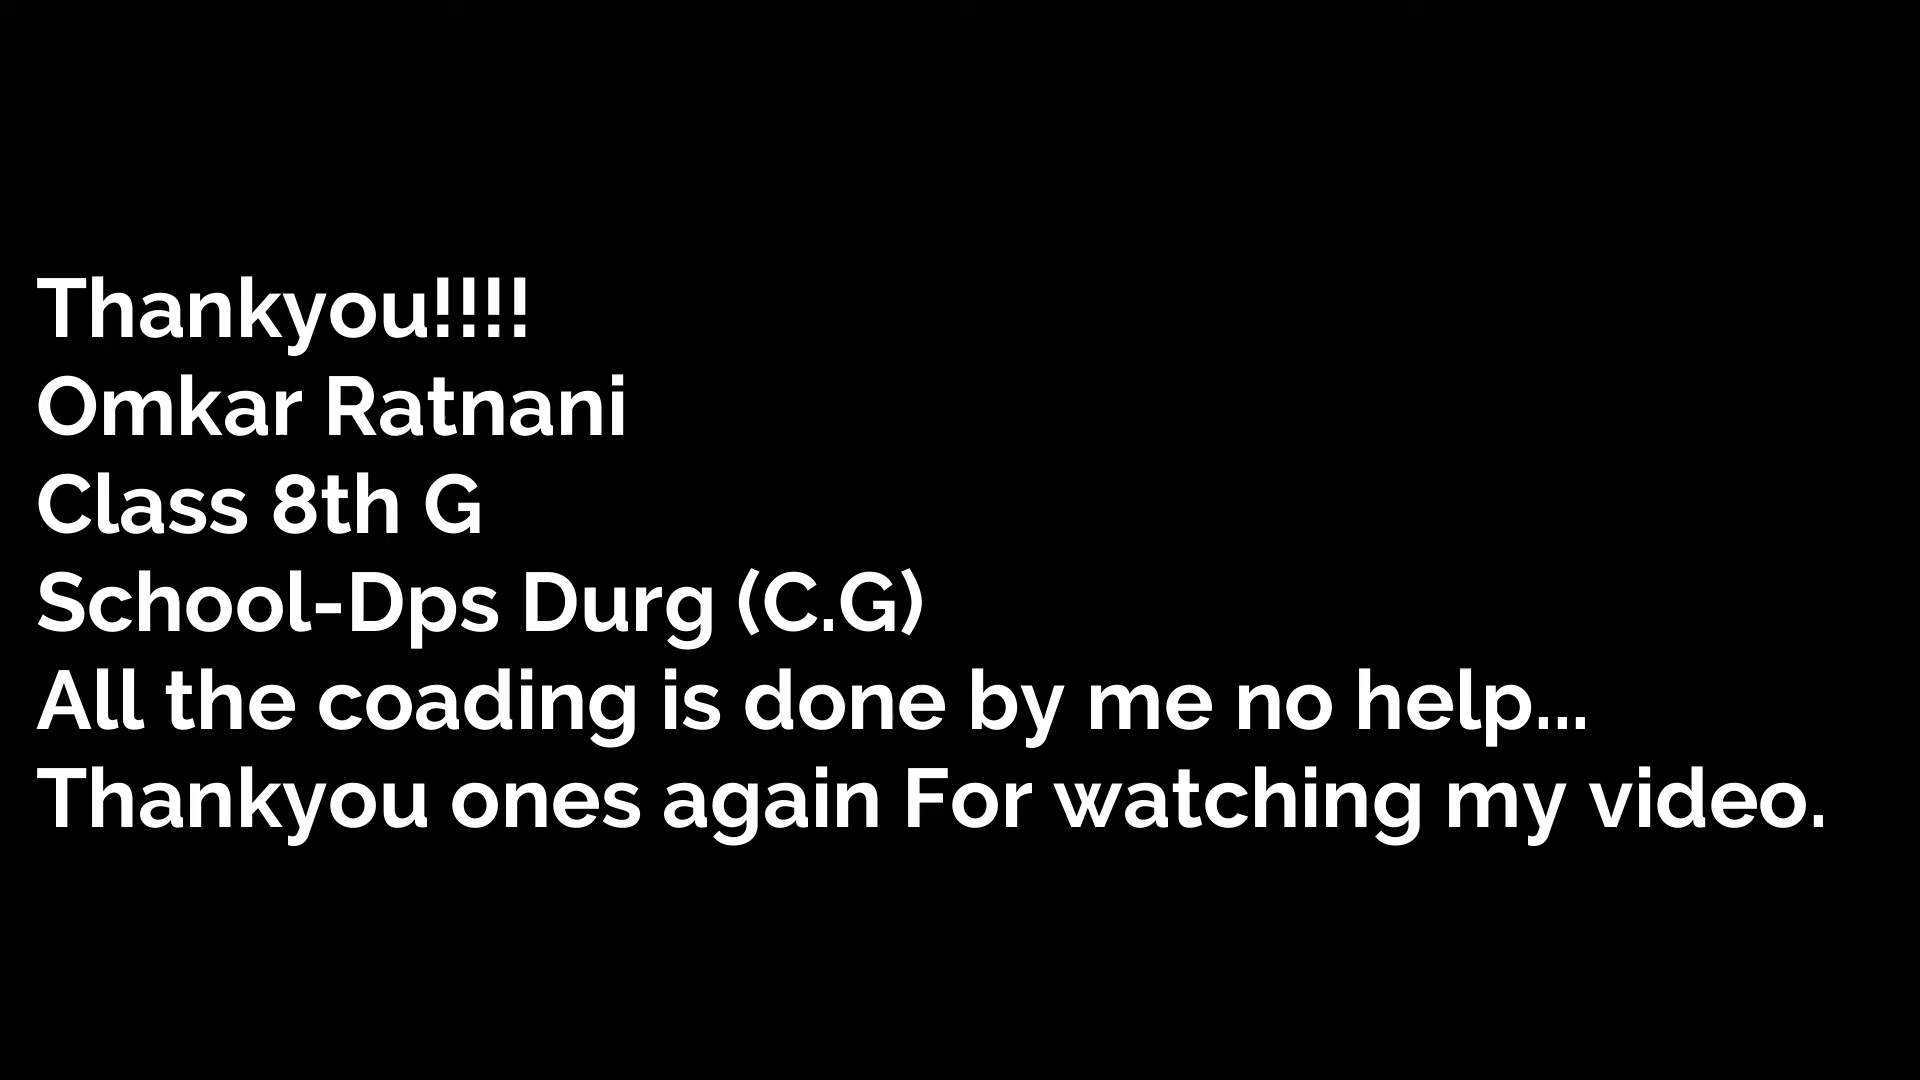 Thankyou!!!!
Omkar Ratnani
Class 8th G
School-Dps Durg (C.G)
All the coading is done by me no help...
Thankyou ones again For watching my video.